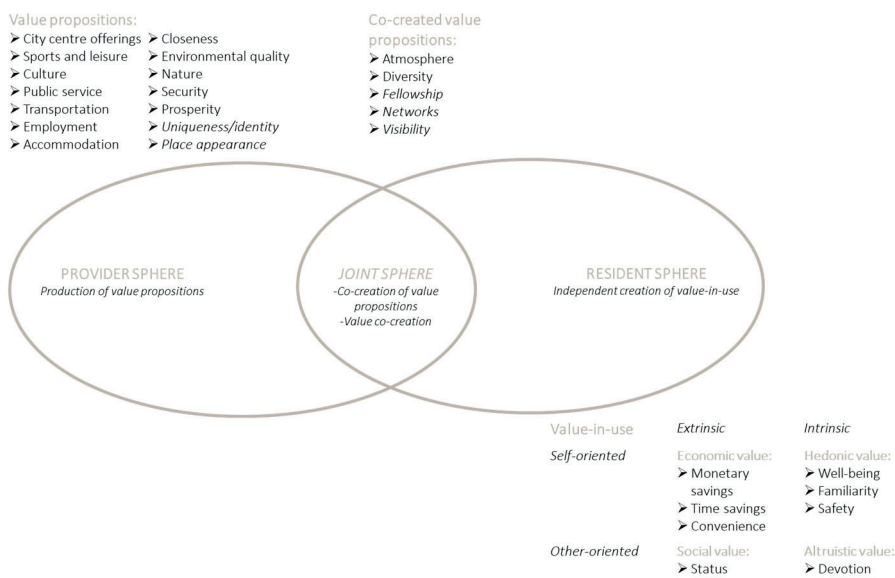 Value propositions:
➢ City centre offerings
➢ Sports and leisure
➢ Culture
➢ Public service
➢ Transportation
➢ Employment
➢ Accommodation
➢ Closeness
➢ Environmental quality
➢ Nature
➢ Security
➢ Prosperity
➢ Uniqueness/identity
➢ Place appearance
Co-created value
propositions:
➢ Atmosphere
➢ Diversity
➢ Fellowship
➢ Networks
➢ Visibility
PROVIDER SPHERE
Production of value propositions
JOINT SPHERE
-Co-creation of value
propositions
-Value co-creation
RESIDENT SPHERE
Independent creation of value-in-use
Value-in-use
Extrinsic
Intrinsic
Self-oriented
Economic value:
➢ Monetary
savings
➢ Time savings
➢ Convenience
Hedonic value:
➢ Well-being
➢ Familiarity
➢ Safety
Other-oriented
Social value:
➢ Status
Altruistic value:
➢ Devotion